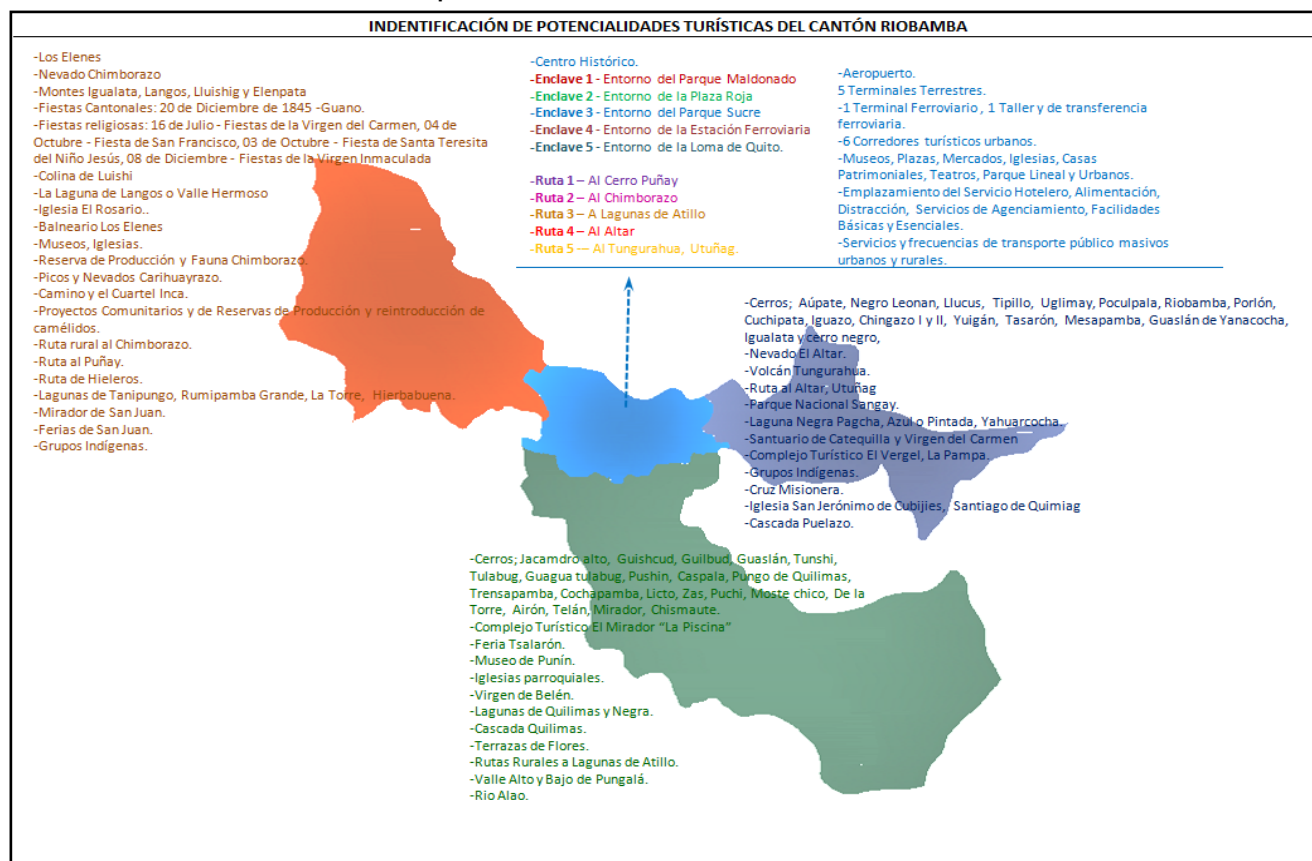 INDENTIFICACIÓN DE POTENCIALIDADES TURÍSTICAS DEL CANTÓN RIOBAMBA
-Los Elenes
-Nevado Chimborazo
-Montes Igualata, Langos, Lluishig y Elenpata
-Fiestas Cantonales: 20 de Diciembre de 1845 -Guano.
-Fiestas religiosas: 16 de Julio - Fiestas de la Virgen del Carmen, 04 de
Octubre - Fiesta de San Francisco, 03 de Octubre - Fiesta de Santa Teresita
del Niño Jesús, 08 de Diciembre - Fiestas de la Virgen Inmaculada
-Colina de Luishi
-La Laguna de Langos o Valle Hermoso
-Iglesia El Rosario..
-Balneario Los Elenes
-Museos, Iglesias.
-Reserva de Producción y Fauna Chimborazo.
-Picos y Nevados Carihuayrazo.
-Camino y el Cuartel Inca.
-Proyectos Comunitarios y de Reservas de Producción y reintroducción de
camélidos.
-Ruta rural al Chimborazo.
-Ruta al Puñay.
-Ruta de Hieleros.
-Lagunas de Tanipungo, Rumipamba Grande, La Torre, Hierbabuena.
-Mirador de San Juan.
-Ferias de San Juan.
-Grupos Indígenas.
-Centro Histórico.
-Enclave 1 - Entorno del Parque Maldonado
-Enclave 2 - Entorno de la Plaza Roja
-Enclave 3 - Entorno del Parque Sucre
-Enclave 4 - Entorno de la Estación Ferroviaria
-Enclave 5 - Entorno de la Loma de Quito.
-Ruta 1 – Al Cerro Puñay
-Ruta 2 – Al Chimborazo
-Ruta 3 – A Lagunas de Atillo
-Ruta 4 – Al Altar
-Ruta 5 -– Al Tungurahua, Utuñag.
-Aeropuerto.
5 Terminales Terrestres.
-1 Terminal Ferroviario , 1 Taller y de transferencia
ferroviaria.
-6 Corredores turísticos urbanos.
-Museos, Plazas, Mercados, Iglesias, Casas
Patrimoniales, Teatros, Parque Lineal y Urbanos.
-Emplazamiento del Servicio Hotelero, Alimentación,
Distracción, Servicios de Agenciamiento, Facilidades
Básicas y Esenciales.
-Servicios y frecuencias de transporte público masivos
urbanos y rurales.
-Cerros; Aúpate, Negro Leonan, Llucus, Tipillo, Uglimay, Poculpala, Riobamba, Porlón,
Cuchipata, Iguazo, Chingazo I y II, Yuigán, Tasarón, Mesapamba, Guaslán de Yanacocha,
Igualata y cerro negro,
-Nevado El Altar.
-Volcán Tungurahua.
-Ruta al Altar, Utuñag
-Parque Nacional Sangay.
-Laguna Negra Pagcha, Azul o Pintada, Yahuarcocha.
-Santuario de Catequilla y Virgen del Carmen
-Complejo Turístico El Vergel, La Pampa.
-Grupos Indígenas.
-Cruz Misionera.
-Iglesia San Jerónimo de Cubijies, Santiago de Quimiag
-Cascada Puelazo.
-Cerros; Jacamdro alto, Guishcud, Guilbud, Guaslán, Tunshi,
Tulabug, Guagua tulabug, Pushin, Caspala, Pungo de Quilimas,
Trensapamba, Cochapamba, Licto, Zas, Puchi, Moste chico, De la
Torre, Airón, Telán, Mirador, Chismaute.
-Complejo Turístico El Mirador “La Piscina”
-Feria Tsalarón.
-Museo de Punín.
-Iglesias parroquiales.
-Virgen de Belén.
-Lagunas de Quilimas y Negra.
-Cascada Quilimas.
-Terrazas de Flores.
-Rutas Rurales a Lagunas de Atillo.
-Valle Alto y Bajo de Pungalá.
-Rio Alao.